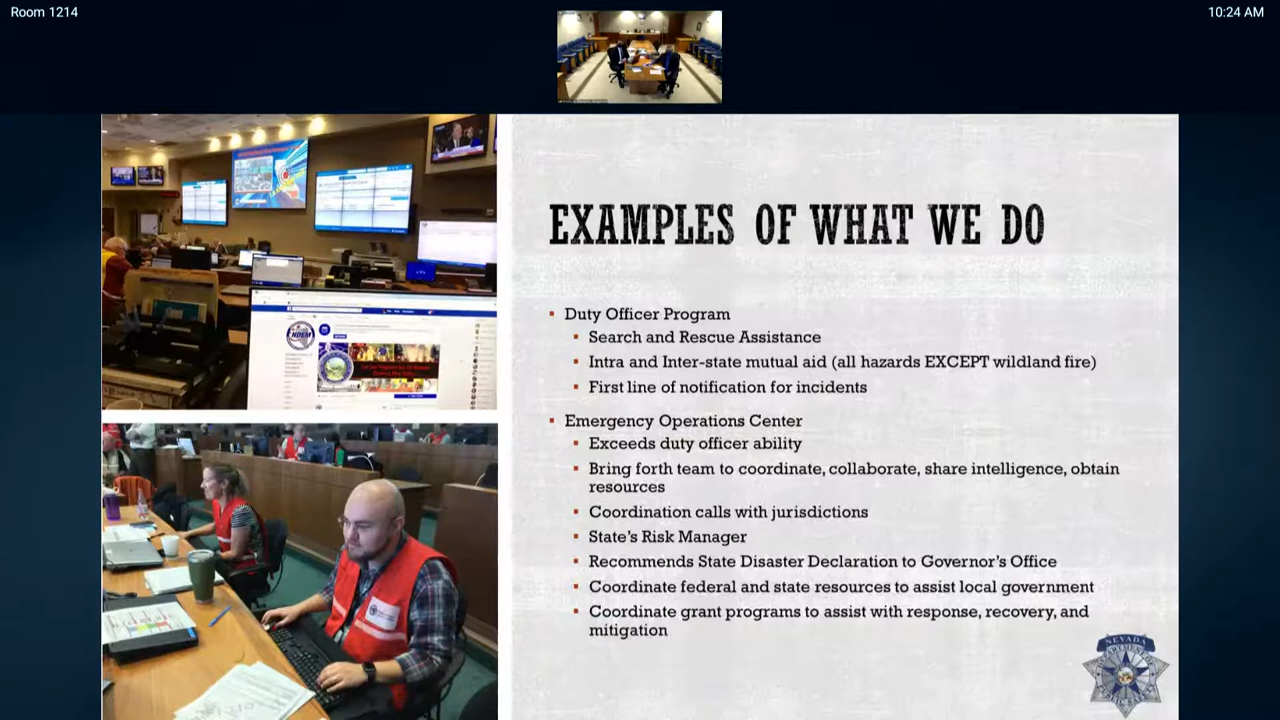 Room 1214
10:24 AM
NDEM
EXAMPLES OF WHAT WE DO
▪ Duty Officer Program
▪ Search and Rescue Assistance
▪ Intra and Inter-state mutual aid (all hazards EXCEPT wildland fire)
▪ First line of notification for incidents
▪ Emergency Operations Center
▪ Exceeds duty officer ability
▪ Bring forth team to coordinate, collaborate, share intelligence, obtain
resources
▪ Coordination calls with jurisdictions
▪ State's Risk Manager
▪ Recommends State Disaster Declaration to Governor's Office
▪ Coordinate federal and state resources to assist local government
▪ Coordinate grant programs to assist with response, recovery, and
mitigation
NEVADA